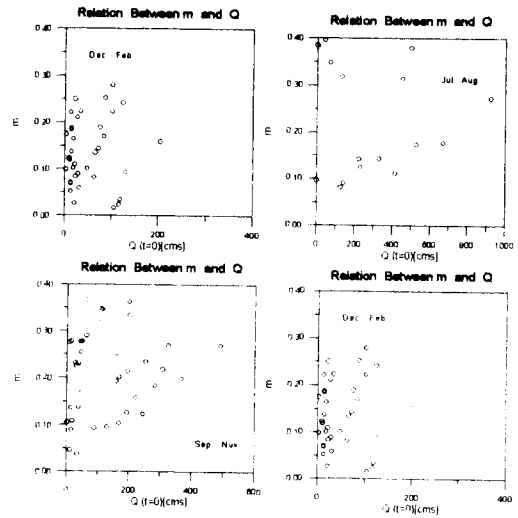 Relation Between m and Q
Dec Feb
0.40
0.30
0.20
0.10
0.00
m
0
200
400
Q (t=0)[cms]
Relation Between m and Q
Jul Aug
0.40
0.30
0.20
0.10
0.00
0
200
400
600
800
1000
Q (t=0)[cms]
Relation Between m and Q
0.40
0.30
0.20
0.10
0.00
m
Sep Nov
0
200
400
600
Q (t=0)[cms]
Relation Between m and Q
Dec Feb
0.40
0.30
0.20
0.10
0.00
0
200
400
Q (t=0)[cms]